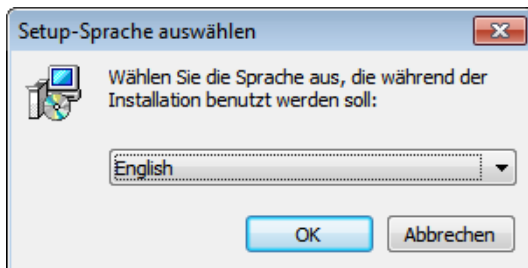 Setup-Sprache auswählen
Wählen Sie die Sprache aus, die während der
Installation benutzt werden soll:
English
OK
Abbrechen